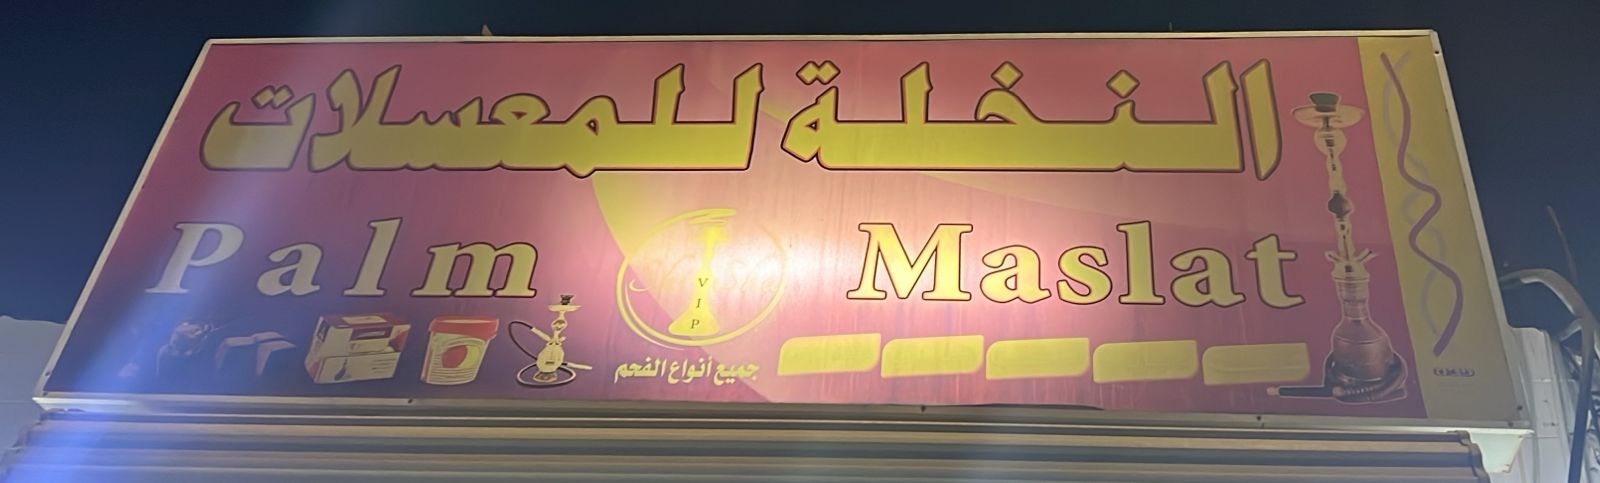 النخلة للمعسلات
Palm Maslat
VIP
جميع أنواع الفحم